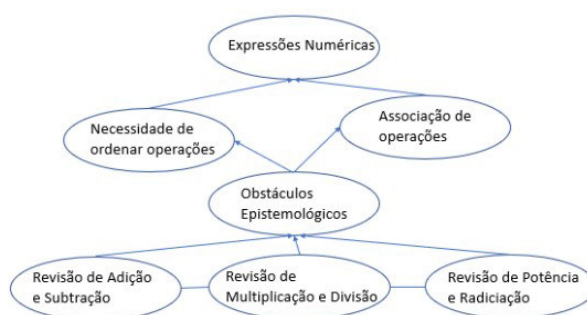 Expressões Numéricas
Necessidade de
ordenar operações
Associação de
operações
Obstáculos
Epistemológicos
Revisão de Adição
e Subtração
Revisão de
Multiplicação e Divisão
Revisão de Potência
e Radiciação